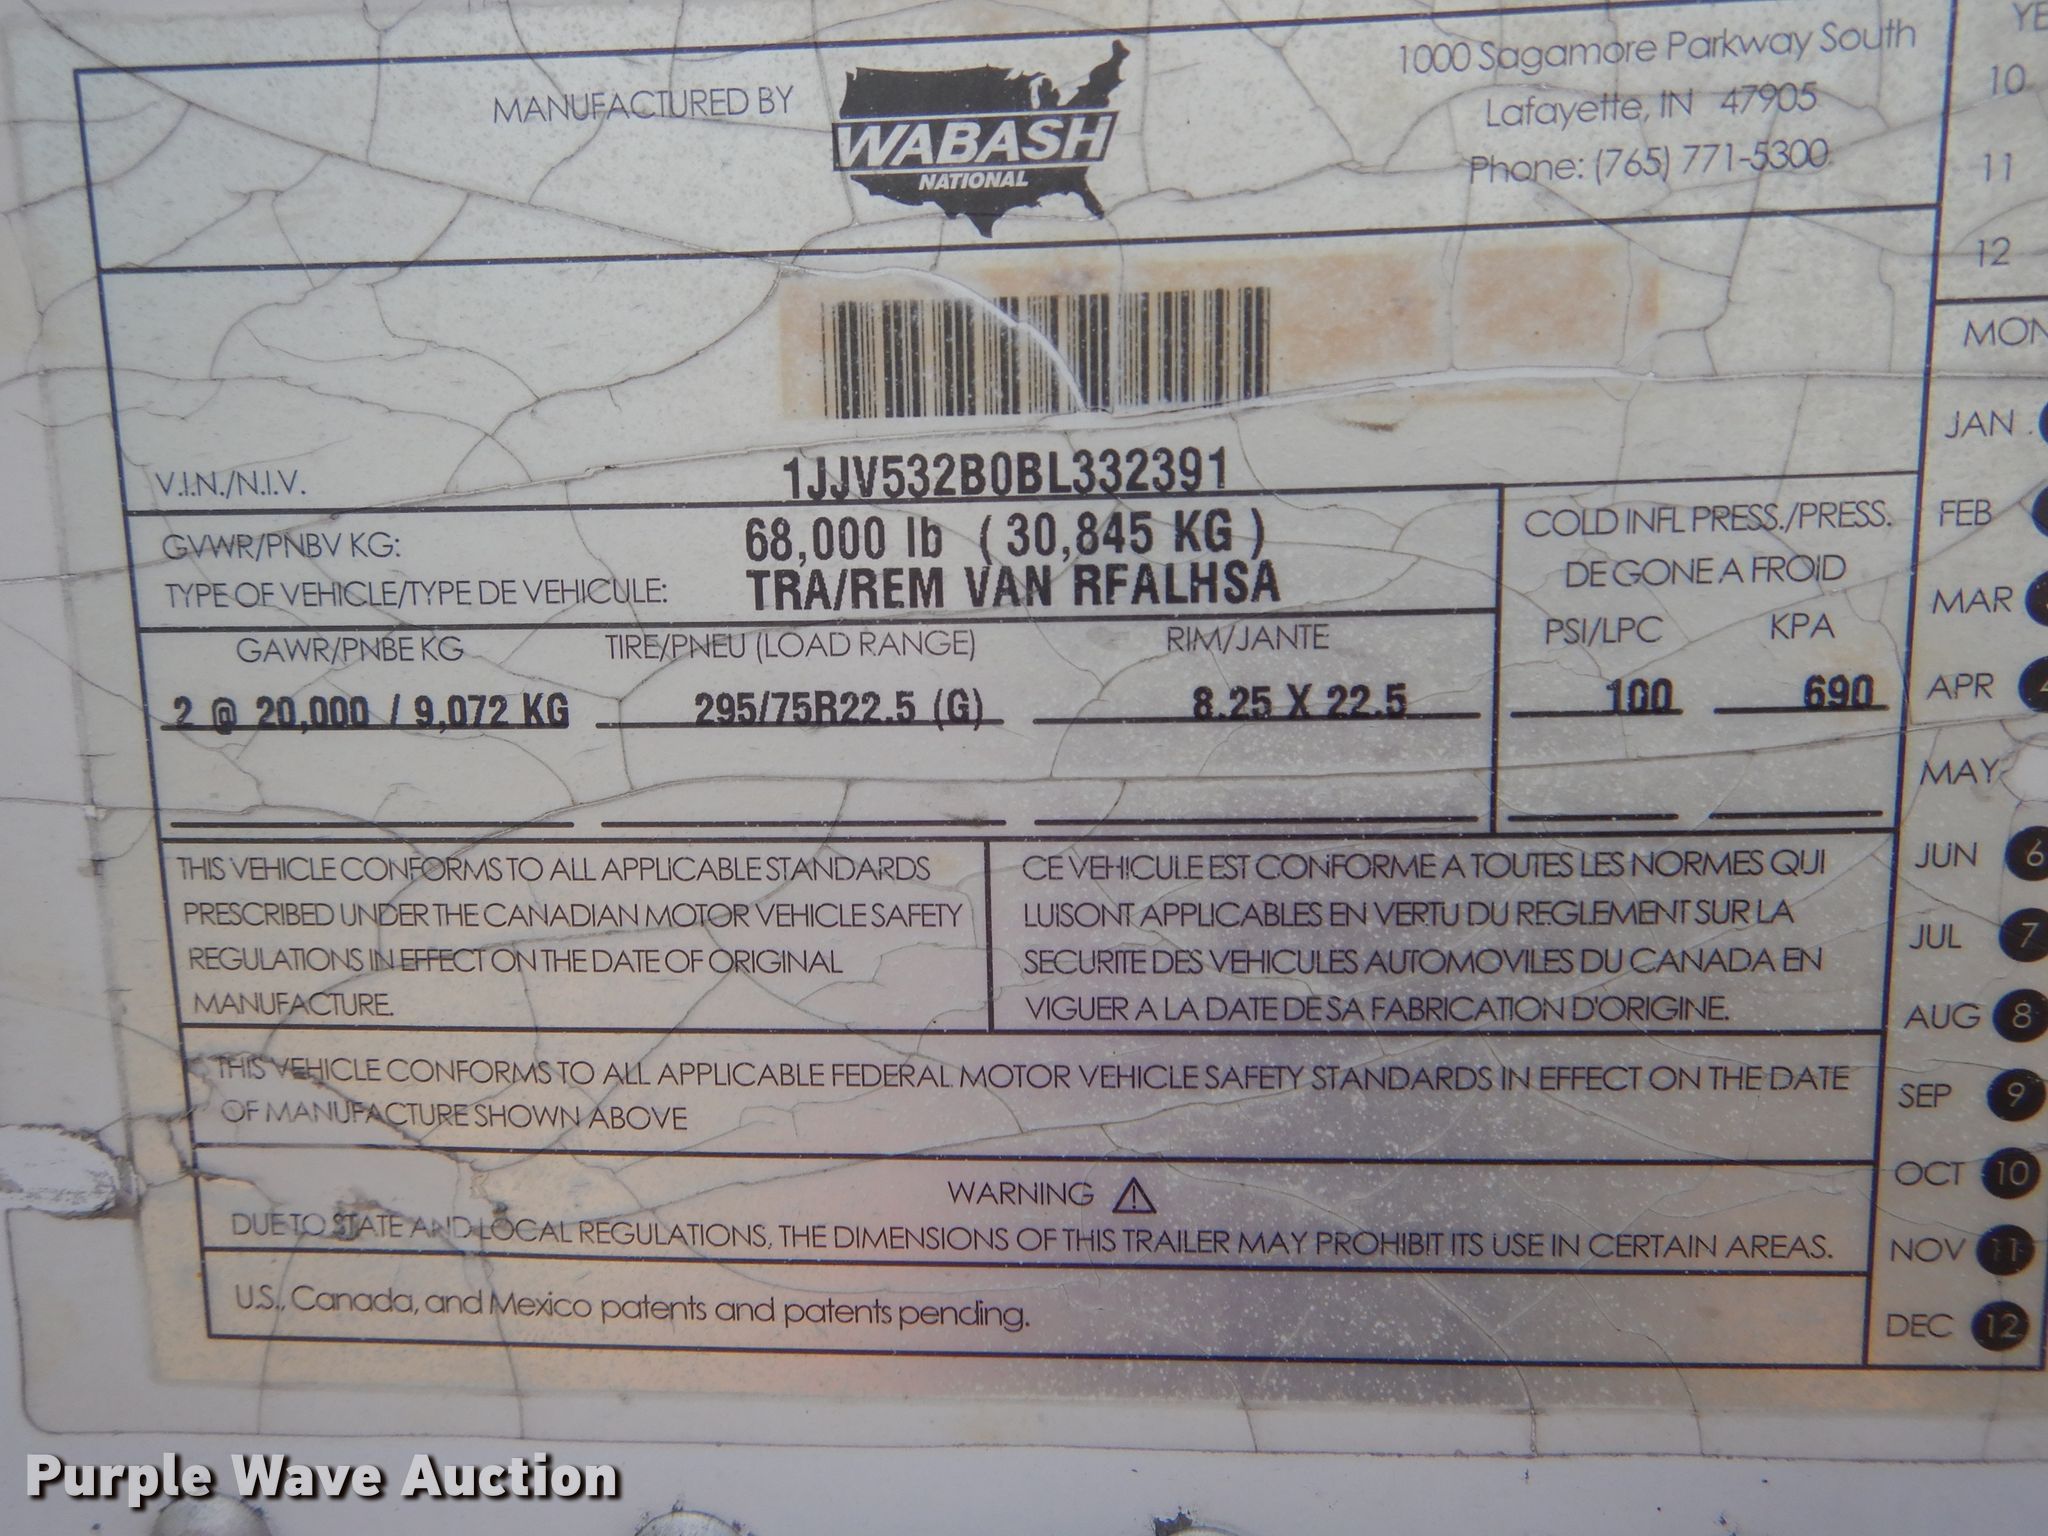 MANUFACTURED BY
WABASH
NATIONAL
1000 Sagamore Parkway South
Lafayette, IN 47905
Phone: (765) 771-5300
V.I.N./N.I.V.
1JJV532B0BL332391
GVWR/PNBV KG:
68,000 lb ( 30,845 KG )
TYPE OF VEHICLE/TYPE DE VEHICULE:
TRA/REM VAN RFALHSA
COLD INFL PRESS./PRESS.
DE GONE A FROID
GAWR/PNBE KG
TIRE/PNEU (LOAD RANGE)
RIM/JANTE
PSI/LPC
KPA
2 @ 20,000 / 9,072 KG
295/75R22.5 (G)
8.25 X 22.5
100
690
THIS VEHICLE CONFORMS TO ALL APPLICABLE STANDARDS
PRESCRIBED UNDER THE CANADIAN MOTOR VEHICLE SAFETY
REGULATIONS IN EFFECT ON THE DATE OF ORIGINAL
MANUFACTURE.
CE VEHICULE EST CONFORME A TOUTES LES NORMES QUI
LUISONT APPLICABLES EN VERTU DU REGLEMENT SUR LA
SECURITE DES VEHICULES AUTOMOVILES DU CANADA EN
VIGUER A LA DATE DE SA FABRICATION D'ORIGINE.
THIS VEHICLE CONFORMS TO ALL APPLICABLE FEDERAL MOTOR VEHICLE SAFETY STANDARDS IN EFFECT ON THE DATE
OF MANUFACTURE SHOWN ABOVE
WARNING
DUE TO STATE AND LOCAL REGULATIONS, THE DIMENSIONS OF THIS TRAILER MAY PROHIBIT ITS USE IN CERTAIN AREAS.
U.S., Canada, and Mexico patents and patents pending.
10
11
12
JAN
FEB
MAR
APR
MAY
JUN 6
JUL 7
AUG 8
SEP 9
OCT 10
NOV 11
DEC 12
Purple Wave Auction